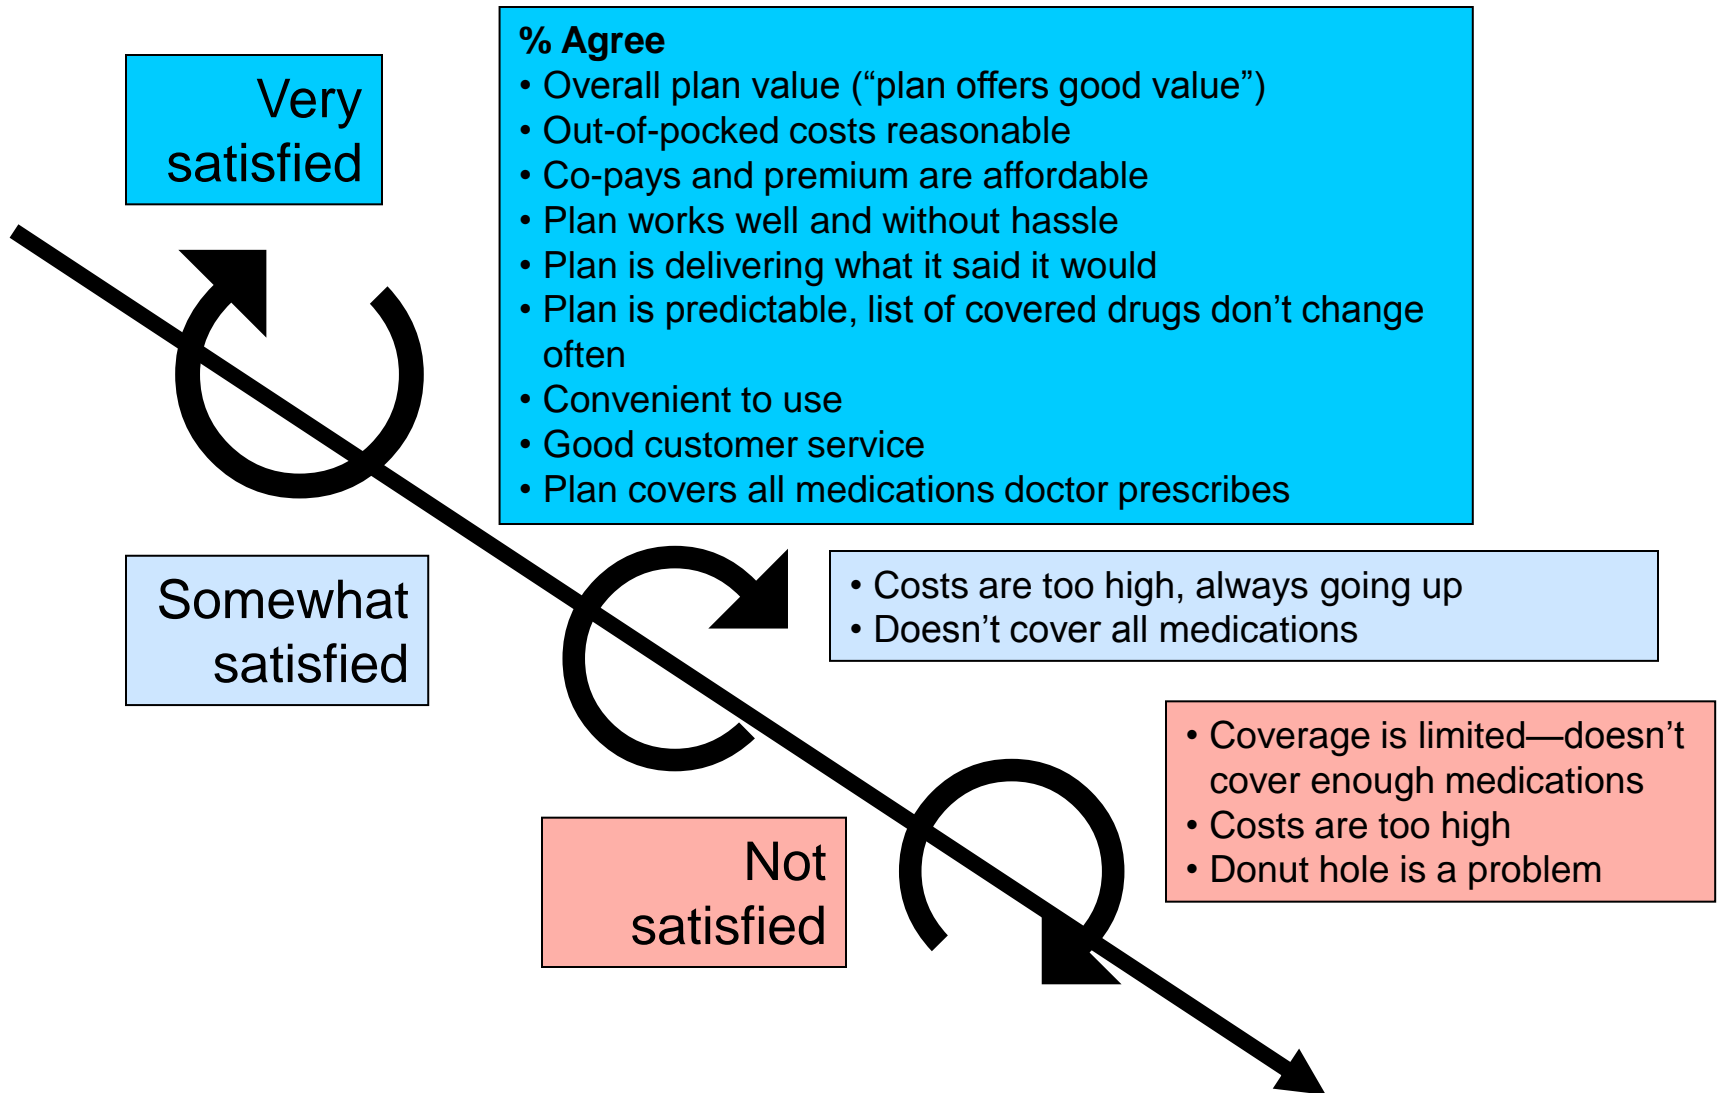 Very
satisfied
% Agree
• Overall plan value (“plan offers good value”)
• Out-of-pocked costs reasonable
• Co-pays and premium are affordable
• Plan works well and without hassle
• Plan is delivering what it said it would
• Plan is predictable, list of covered drugs don’t change
often
• Convenient to use
• Good customer service
• Plan covers all medications doctor prescribes
Somewhat
satisfied
• Costs are too high, always going up
• Doesn’t cover all medications
Not
satisfied
• Coverage is limited—doesn’t
cover enough medications
• Costs are too high
• Donut hole is a problem